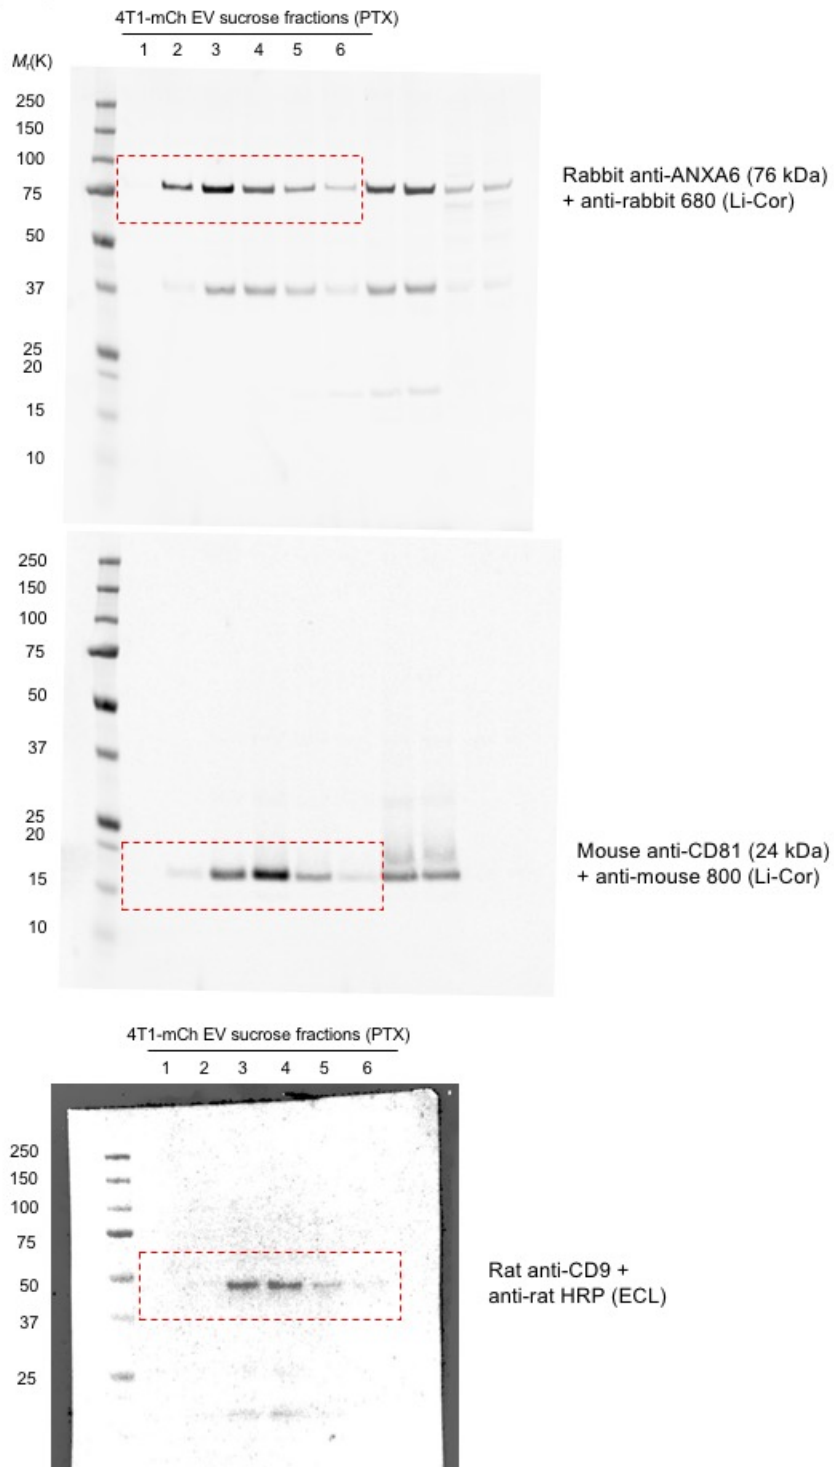 4T1-mCh EV sucrose fractions (PTX)
1 2 3 4 5 6
Mr(K)
250
150
100
75
50
37
25
20
15
10
Rabbit anti-ANXA6 (76 kDa)
+ anti-rabbit 680 (Li-Cor)
250
150
100
75
50
37
25
20
15
10
Mouse anti-CD81 (24 kDa)
+ anti-mouse 800 (Li-Cor)
4T1-mCh EV sucrose fractions (PTX)
1 2 3 4 5 6
250
150
100
75
50
37
25
Rat anti-CD9 +
anti-rat HRP (ECL)